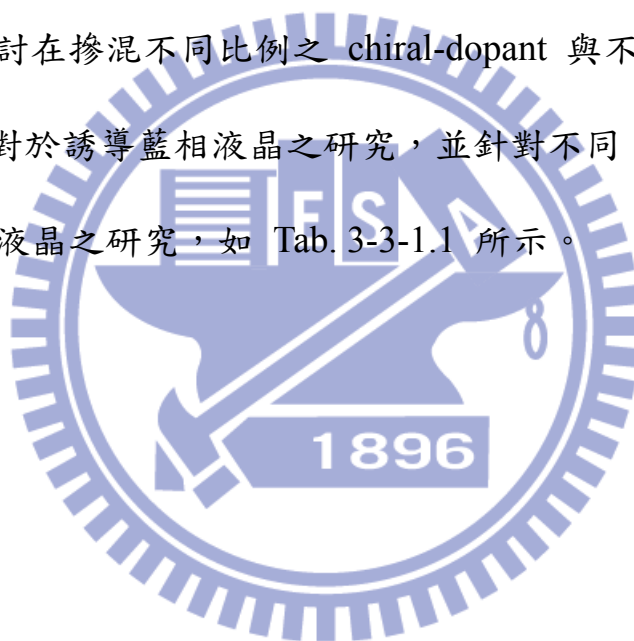 討在摻混不同比例之 chiral-dopant 與不
對於誘導藍相液晶之研究，並針對不同
液晶之研究，如 Tab. 3-3-1.1 所示。
E S A
1896